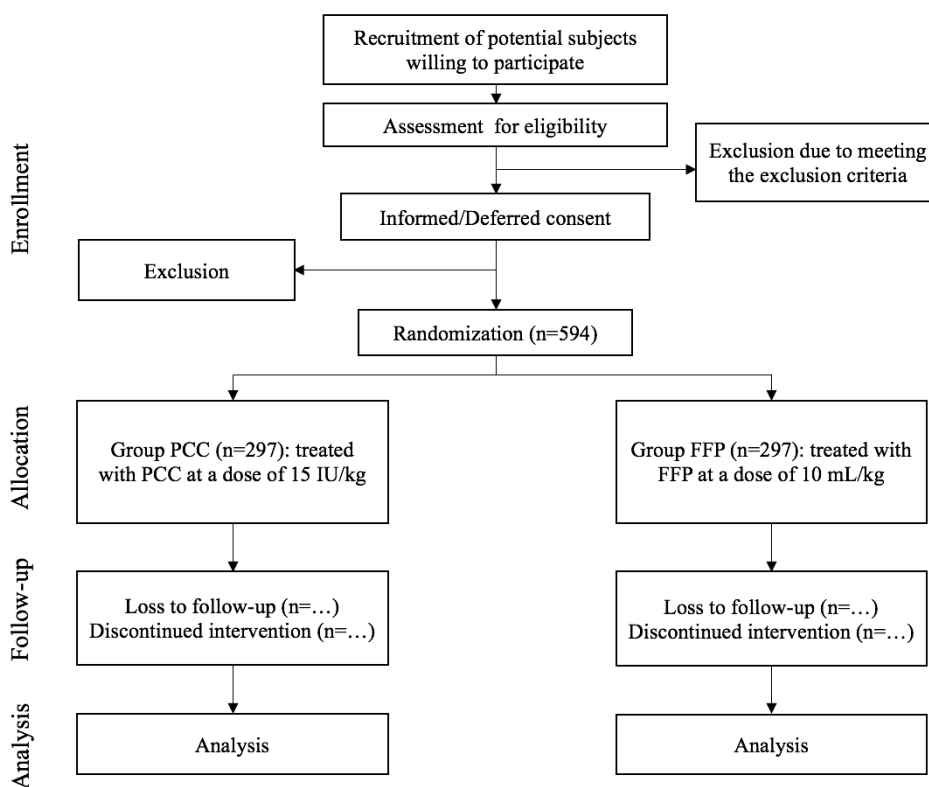 Recruitment of potential subjects
willing to participate
Enrollment
Assessment for eligibility
Exclusion due to meeting
the exclusion criteria
Informed/Deferred consent
Exclusion
Randomization (n=594)
Allocation
Group PCC (n=297): treated
with PCC at a dose of 15 IU/kg
Group FFP (n=297): treated with
FFP at a dose of 10 mL/kg
Follow-up
Loss to follow-up (n=…)
Discontinued intervention (n=…)
Loss to follow-up (n=…)
Discontinued intervention (n=…)
Analysis
Analysis
Analysis